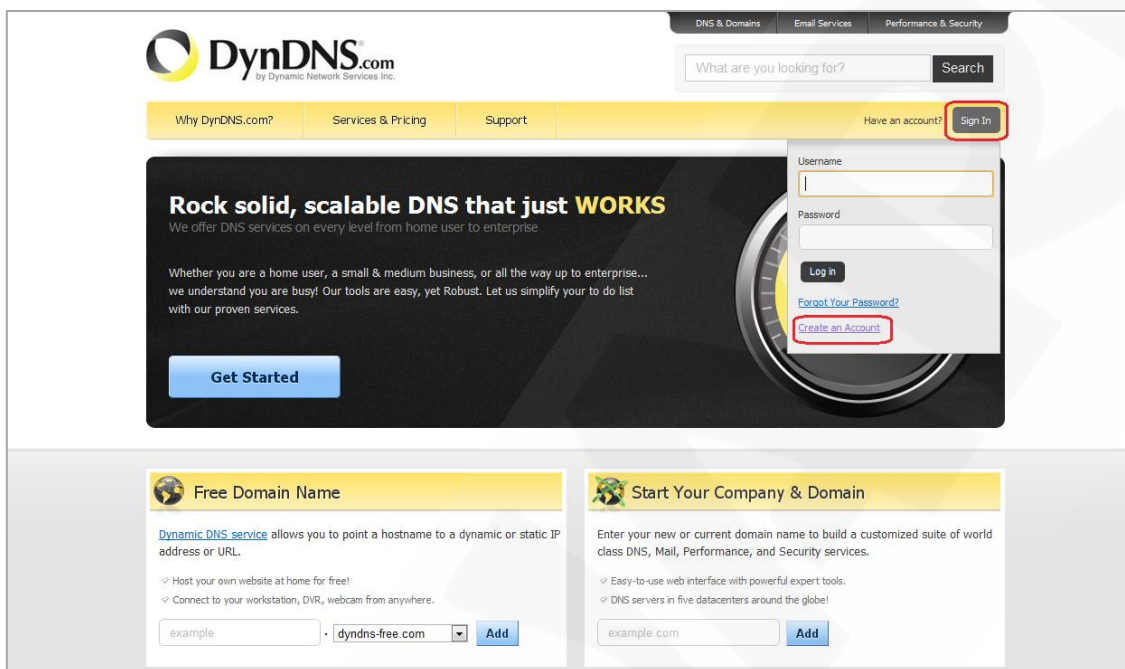 DNS & Domains Email Services Performance & Security
DynDNS.com
by Dynamic Network Services Inc.
What are you looking for? Search
Why DynDNS.com? Services & Pricing Support Have an account? Sign In
Username
Password
Log in
Forgot Your Password?
Create an Account
Rock solid, scalable DNS that just WORKS
We offer DNS services on every level from home user to enterprise
Whether you are a home user, a small & medium business, or all the way up to enterprise...
we understand you are busy! Our tools are easy, yet Robust. Let us simplify your to do list
with our proven services.
Get Started
Free Domain Name
Dynamic DNS service allows you to point a hostname to a dynamic or static IP
address or URL.
Host your own website at home for free!
Connect to your workstation, DVR, webcam from anywhere.
example . dyndns-free.com Add
Start Your Company & Domain
Enter your new or current domain name to build a customized suite of world
class DNS, Mail, Performance, and Security services.
Easy-to-use web interface with powerful expert tools.
DNS servers in five datacenters around the globe!
example.com Add